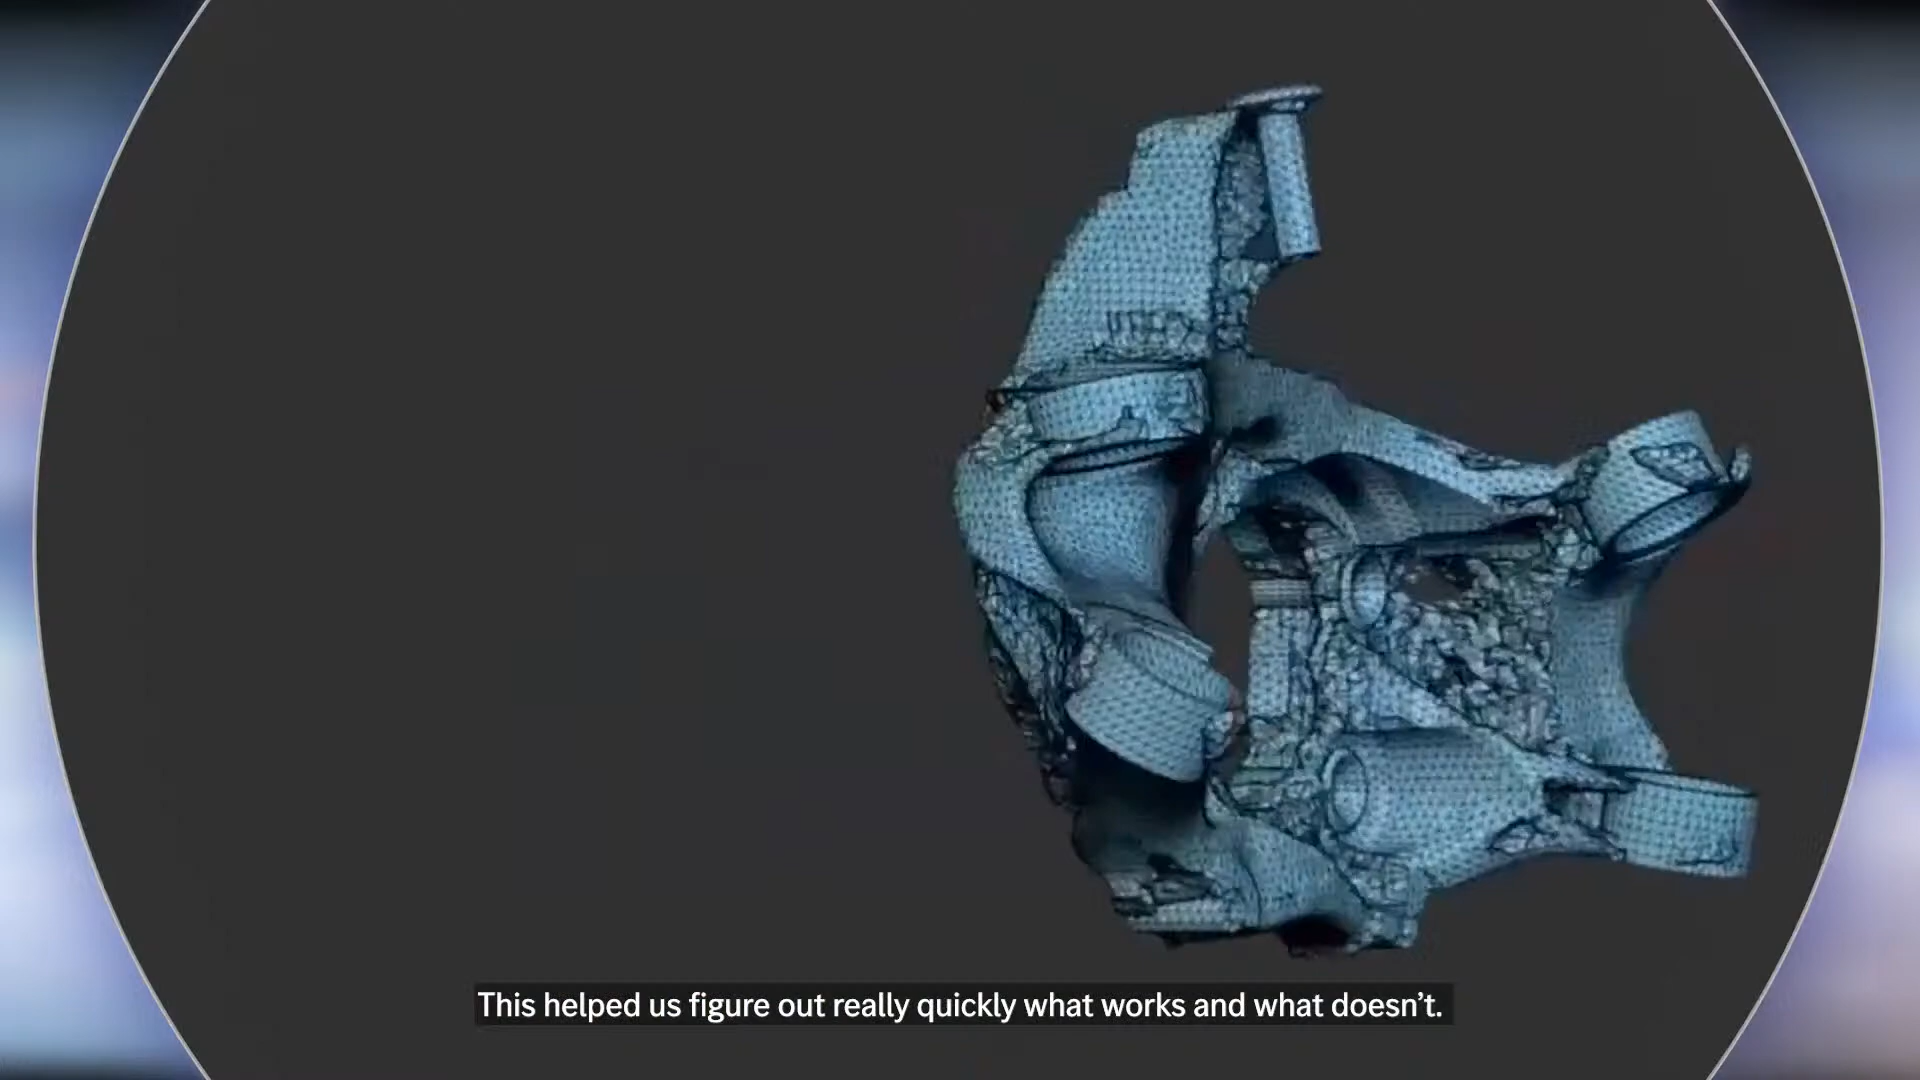 This helped us figure out really quickly what works and what doesn’t.